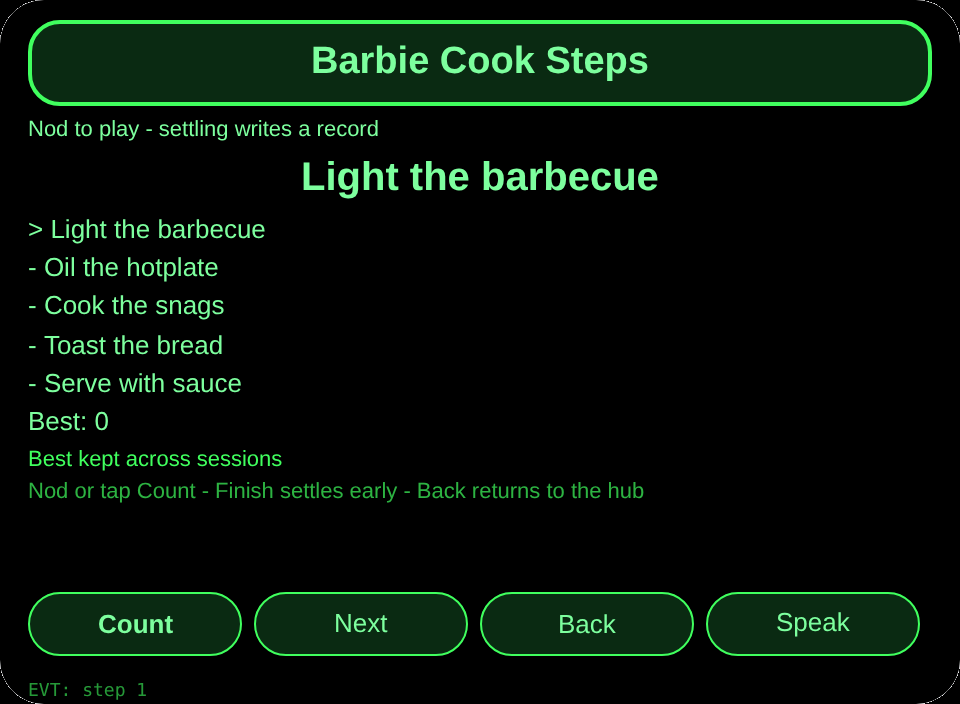 Barbie Cook Steps
Nod to play - settling writes a record
Light the barbecue
> Light the barbecue
- Oil the hotplate
- Cook the snags
- Toast the bread
- Serve with sauce
Best: 0
Best kept across sessions
Nod or tap Count - Finish settles early - Back returns to the hub
Count Next Back Speak
EVT: step 1